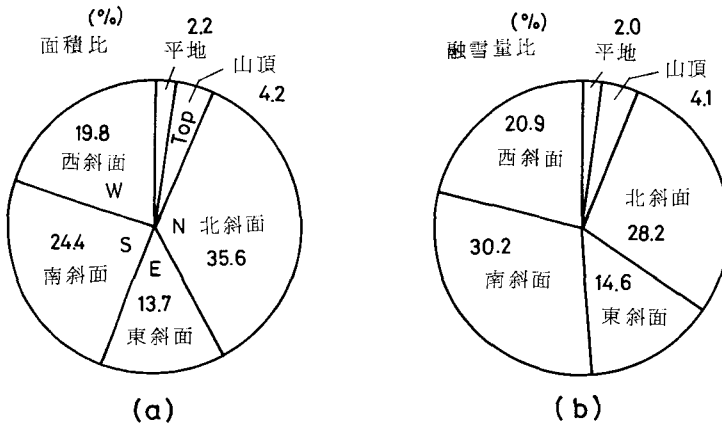 (%)
面積比
2.2
平地
山頂
4.2
Top
19.8
西斜面
W
N
北斜面
35.6
24.4
S
南斜面
E
13.7
東斜面
(a)
(%)
融雪量比
2.0
平地
山頂
4.1
20.9
西斜面
北斜面
28.2
30.2
南斜面
14.6
東斜面
(b)